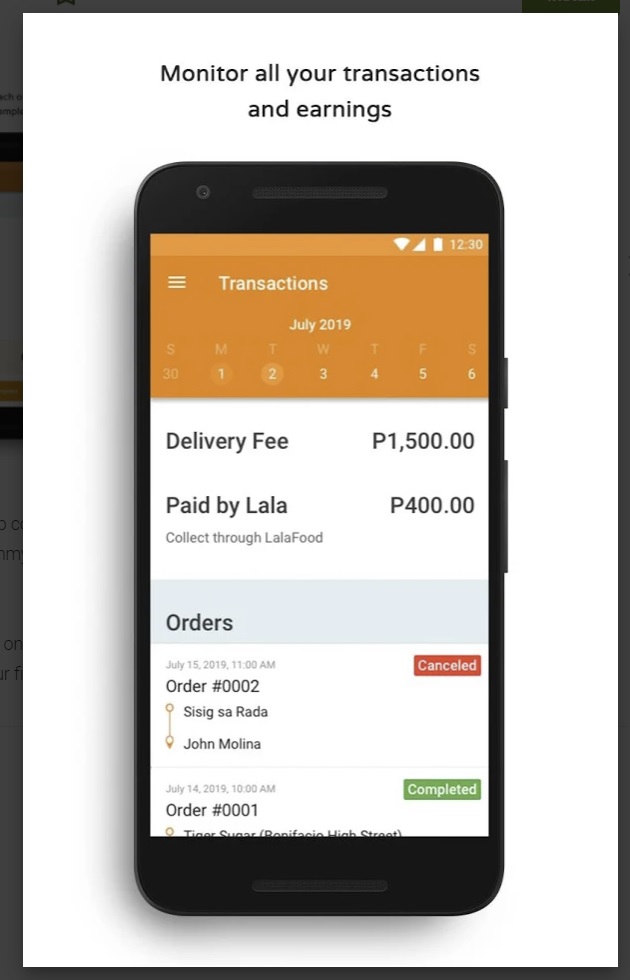 Monitor all your transactions
and earnings
12:30
Transactions
July 2019
S M T W T F S
30 1 2 3 4 5 6
Delivery Fee P1,500.00
Paid by Lala P400.00
Collect through LalaFood
Orders
July 15, 2019, 11:00 AM Canceled
Order #0002
Sisig sa Rada
John Molina
July 14, 2019, 10:00 AM Completed
Order #0001
Tiger Sugar (Bonifacio High Street)